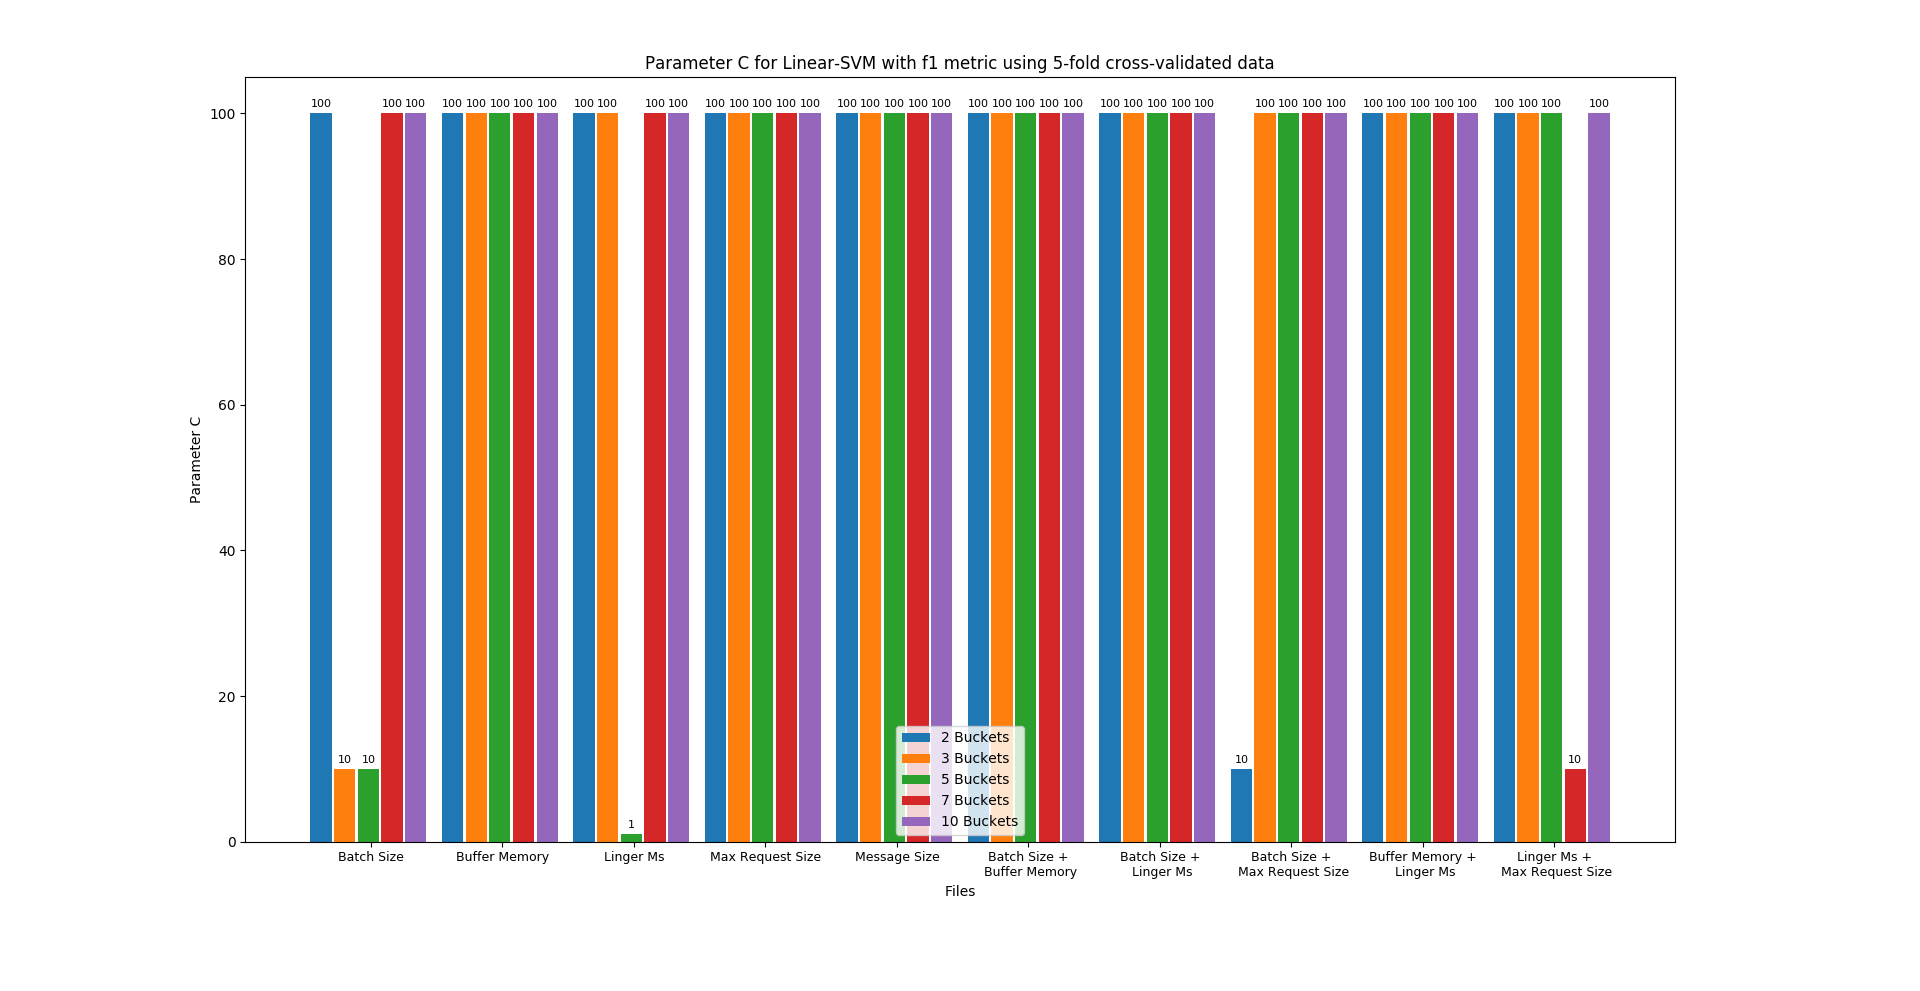 Parameter C for Linear-SVM with f1 metric using 5-fold cross-validated data
100 100 100 100 100 100 100 100 100 100 100 100 100 100 100 100 100 100 100 100 100 100 100 100 100 100 100 100 100 100 100 100 100 100 100 100 100 100 100 100 100 100 100 100 100
100
80
60
40
20
0
Parameter C
10 10
1
10
10
2 Buckets
3 Buckets
5 Buckets
7 Buckets
10 Buckets
Batch Size
Buffer Memory
Linger Ms
Max Request Size
Message Size
Batch Size +
Buffer Memory
Batch Size +
Linger Ms
Batch Size +
Max Request Size
Buffer Memory +
Linger Ms
Linger Ms +
Max Request Size
Files